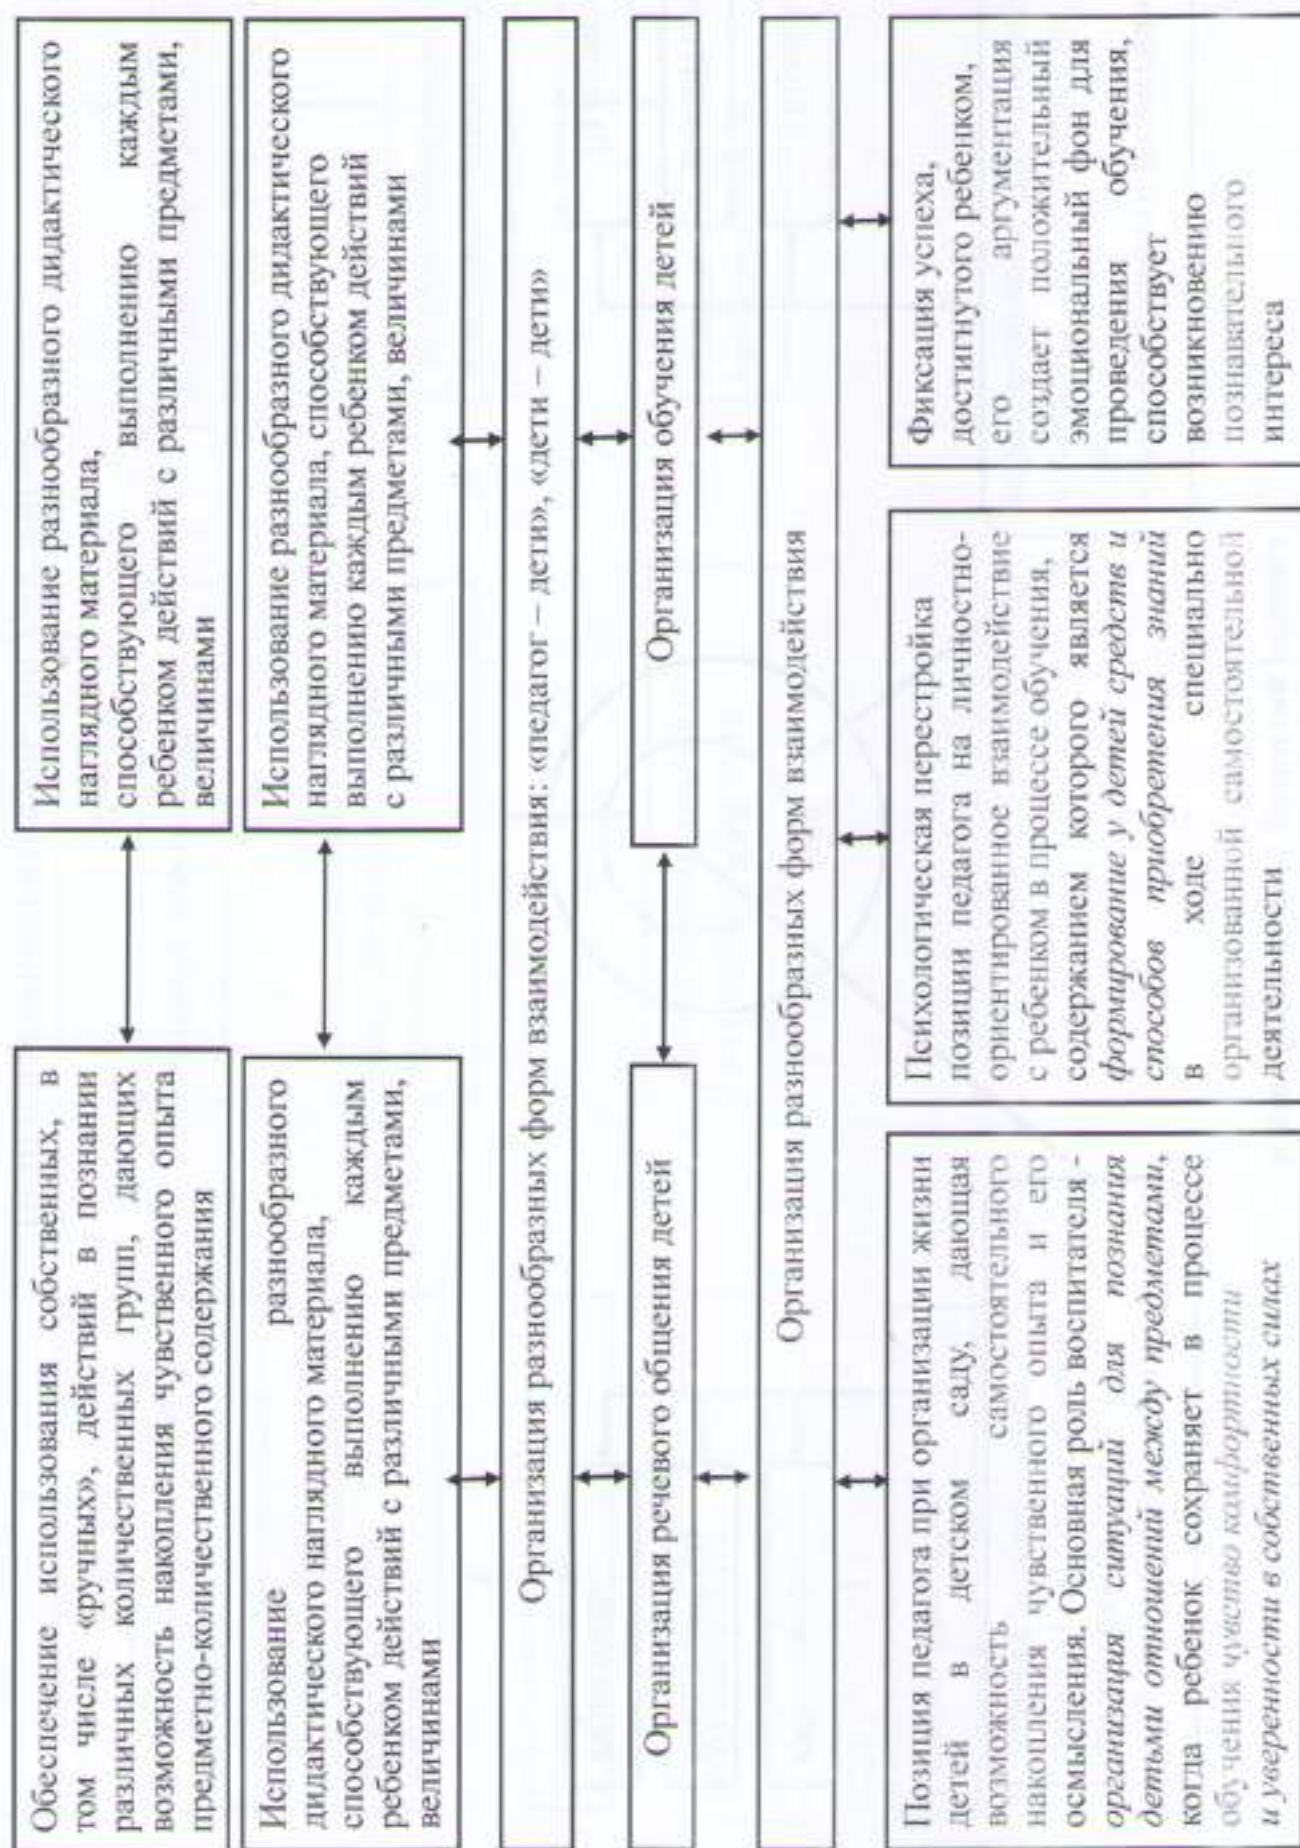 Обеспечение использования собственных, в
том числе «ручных», действий в познании
различных количественных групп, дающих
возможность накопления чувственного опыта
предметно-количественного содержания
Использование разнообразного дидактического
наглядного материала,
способствующего выполнению каждым
ребенком действий с различными предметами,
величинами
Использование разнообразного
дидактического наглядного материала,
способствующего выполнению каждым
ребенком действий с различными предметами,
величинами
Использование разнообразного дидактического
наглядного материала, способствующего
выполнению каждым ребенком действий
с различными предметами, величинами
Организация разнообразных форм взаимодействия: «педагог – дети», «дети – дети»
Организация речевого общения детей
Организация обучения детей
Организация разнообразных форм взаимодействия
Позиция педагога при организации жизни
детей в детском саду, дающая
возможность самостоятельного
накопления чувственного опыта и его
осмысления. Основная роль воспитателя -
организация ситуаций для познания
детьми отношений между предметами,
когда ребенок сохраняет в процессе
обучения чувство комфортности
и уверенности в собственных силах
Психологическая перестройка
позиции педагога на личностно-
ориентированное взаимодействие
с ребенком в процессе обучения,
содержанием которого является
формирование у детей средств и
способов приобретения знаний
в ходе специально
организованной самостоятельной
деятельности
Фиксация успеха,
достигнутого ребенком,
его аргументация
создает положительный
эмоциональный фон для
проведения обучения,
способствует
возникновению
познавательного
интереса